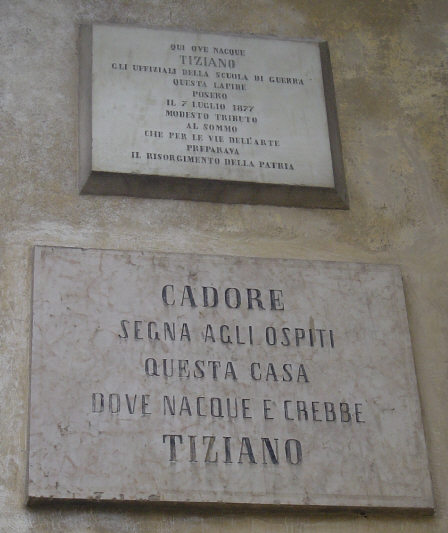 QUI OVE NACQUE
TIZIANO
GLI UFFIZIALI DELLA SCUOLA DI GUERRA
QUESTA LAPIDE
POSERO
IL 7 LUGLIO 1877
MODESTO TRIBUTO
AL SOMMO
CHE PER LE VIE DELL'ARTE
PREPARAVA
IL RISORGIMENTO DELLA PATRIA
CADORE
SEGNA AGLI OSPITI
QUESTA CASA
DOVE NACQUE E CREBBE
TIZIANO